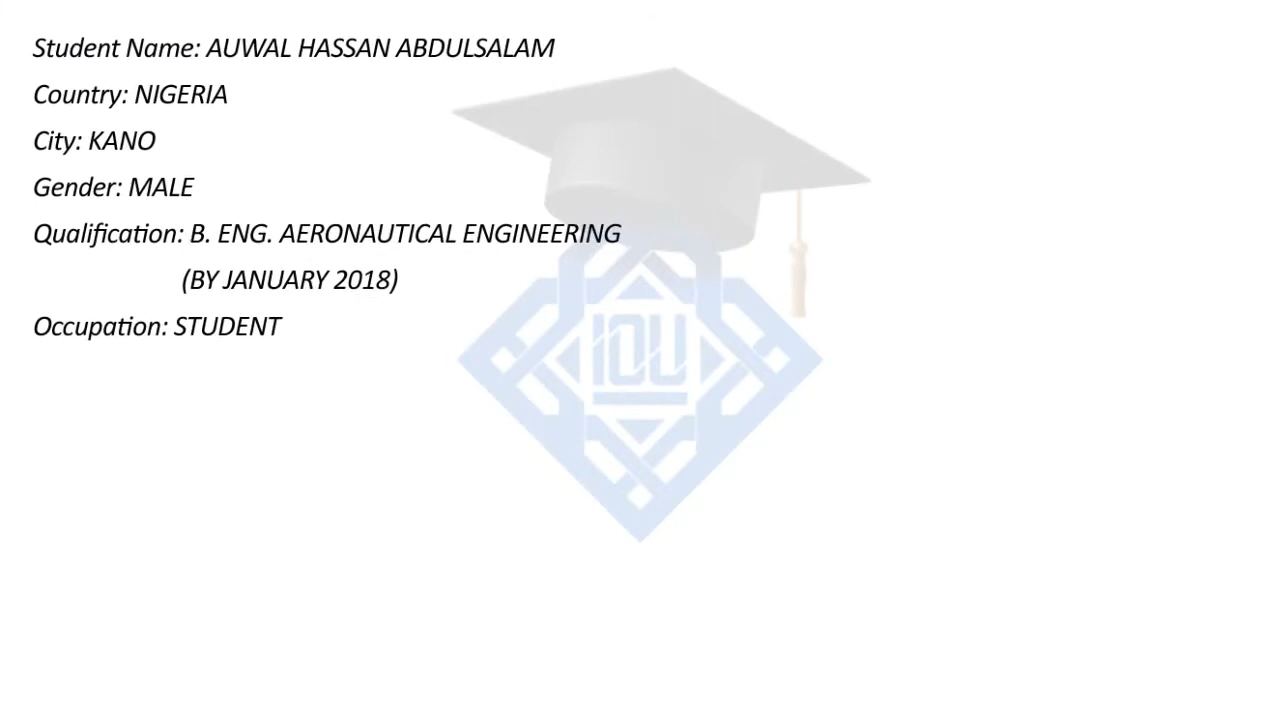 Student Name: AUWAL HASSAN ABDULSALAM
Country: NIGERIA
City: KANO
Gender: MALE
Qualification: B. ENG. AERONAUTICAL ENGINEERING
(BY JANUARY 2018)
Occupation: STUDENT
IOU